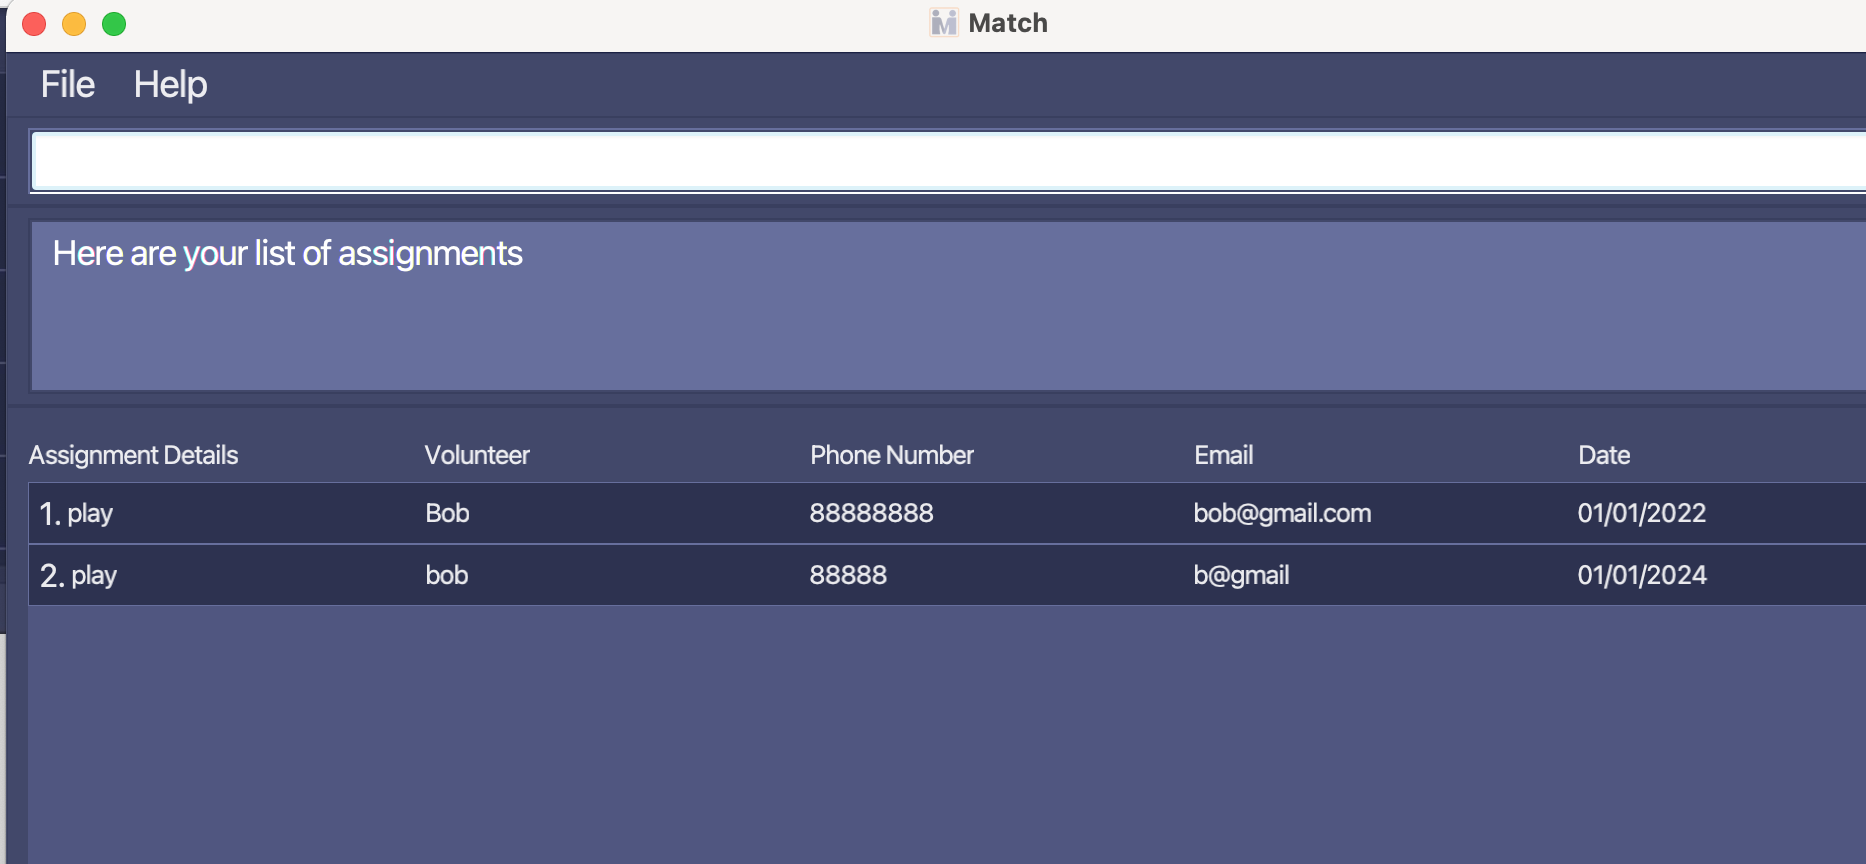 Match
File Help
Here are your list of assignments
Assignment Details Volunteer Phone Number Email Date
1. play Bob 88888888 bob@gmail.com 01/01/2022
2. play bob 88888 b@gmail 01/01/2024